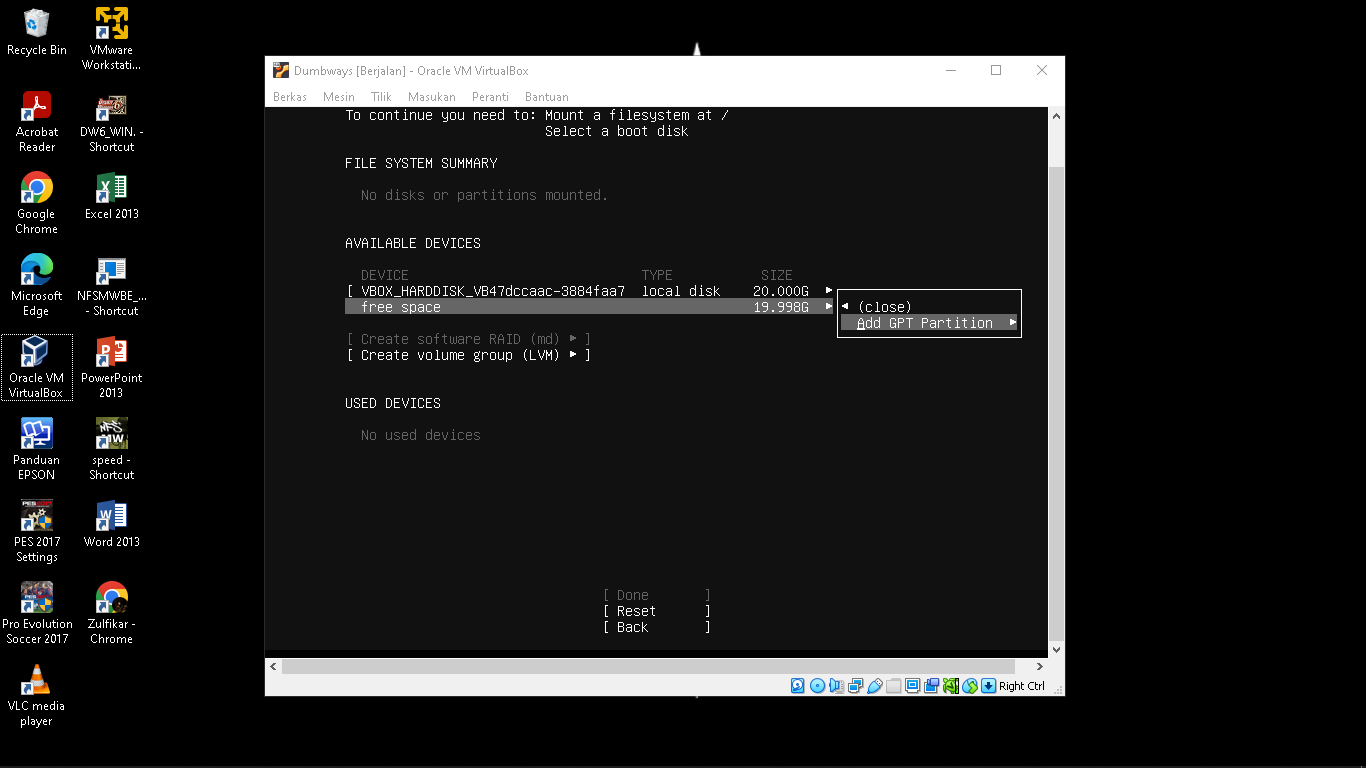 Recycle Bin
VMware
Workstati...
Acrobat
Reader
DW6_WIN. -
Shortcut
Google
Chrome
Excel 2013
Microsoft
Edge
NFSMWBE_...
- Shortcut
Oracle VM
VirtualBox
PowerPoint
2013
Panduan
EPSON
speed -
Shortcut
PES 2017
Settings
Word 2013
Pro Evolution
Soccer 2017
Zulfikar -
Chrome
VLC media
player
Dumbways [Berjalan] - Oracle VM VirtualBox
Berkas Mesin Tilik Masukan Peranti Bantuan
To continue you need to: Mount a filesystem at /
Select a boot disk
FILE SYSTEM SUMMARY
No disks or partitions mounted.
AVAILABLE DEVICES
DEVICE TYPE SIZE
[ VBOX_HARDDISK_VB47dccaac-3884faa7 local disk 20.000G ▸
free space 19.998G ▸
◂ (close)
Add GPT Partition ▸
[ Create software RAID (md) ▸ ]
[ Create volume group (LVM) ▸ ]
USED DEVICES
No used devices
[ Done ]
[ Reset ]
[ Back ]
Right Ctrl